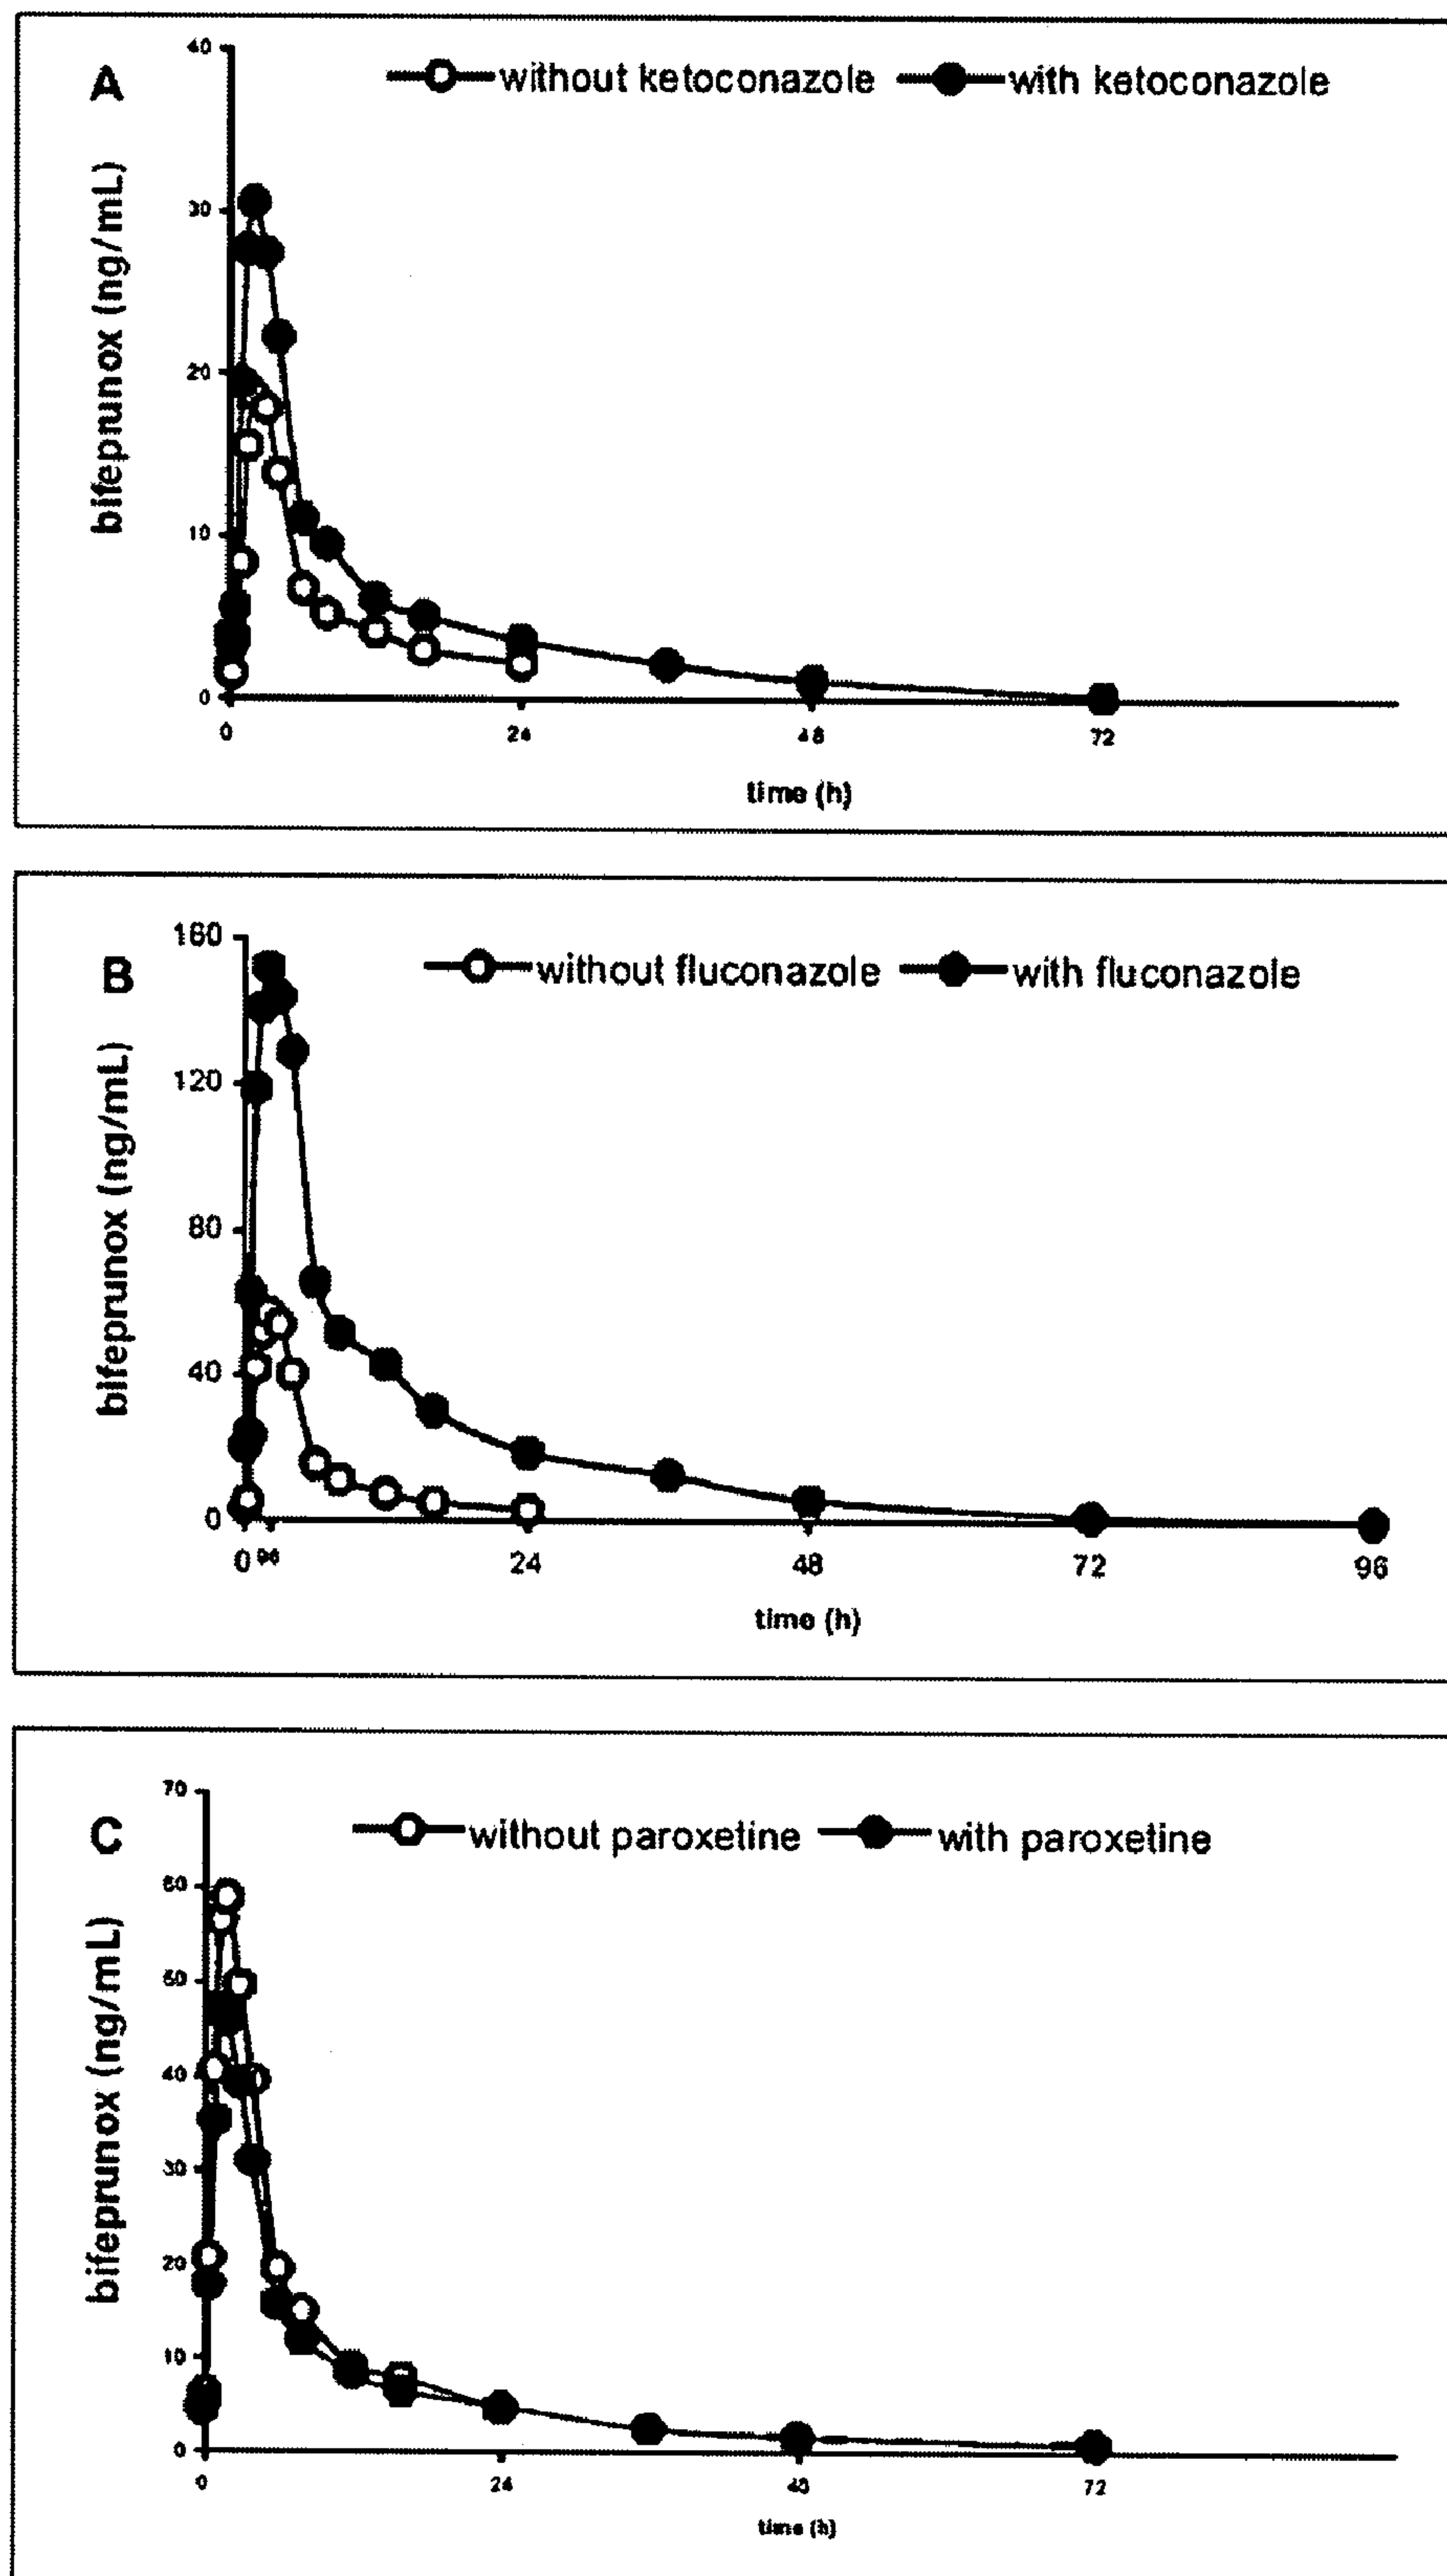 40
A
without ketoconazole with ketoconazole
bifeprunox (ng/mL)
30
20
10
0
0 24 48 72
time (h)
160
B
without fluconazole with fluconazole
bifeprunox (ng/mL)
120
80
40
0
0 96 24 48 72 96
time (h)
70
C
without paroxetine with paroxetine
bifeprunox (ng/mL)
60
50
40
30
20
10
0
0 24 48 72
time (h)